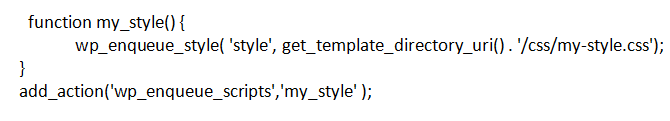 function my_style() {
wp_enqueue_style( 'style', get_template_directory_uri() . '/css/my-style.css');
}
add_action('wp_enqueue_scripts','my_style' );